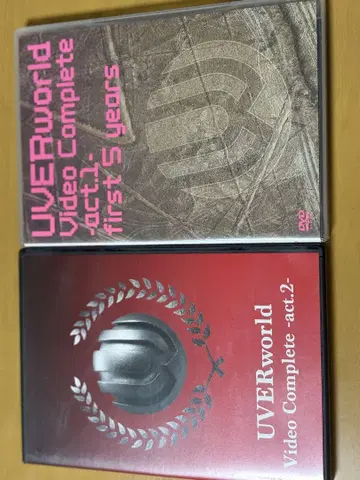 UVERworld
Video Complete
-act.1-
first 5 years
DVD
UVERworld
Video Complete -act.2-